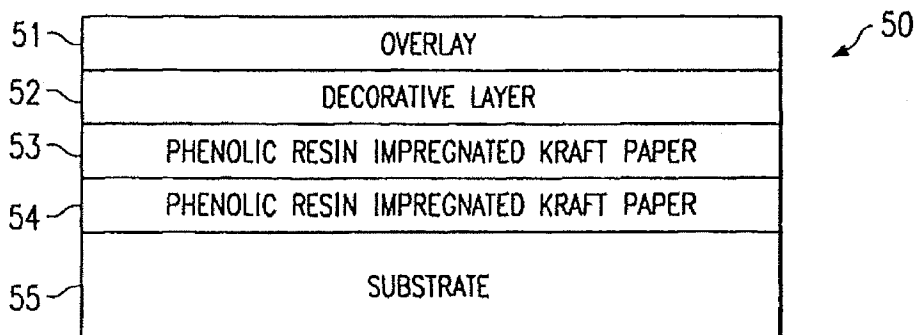 50
51 OVERLAY
52 DECORATIVE LAYER
53 PHENOLIC RESIN IMPREGNATED KRAFT PAPER
54 PHENOLIC RESIN IMPREGNATED KRAFT PAPER
55 SUBSTRATE